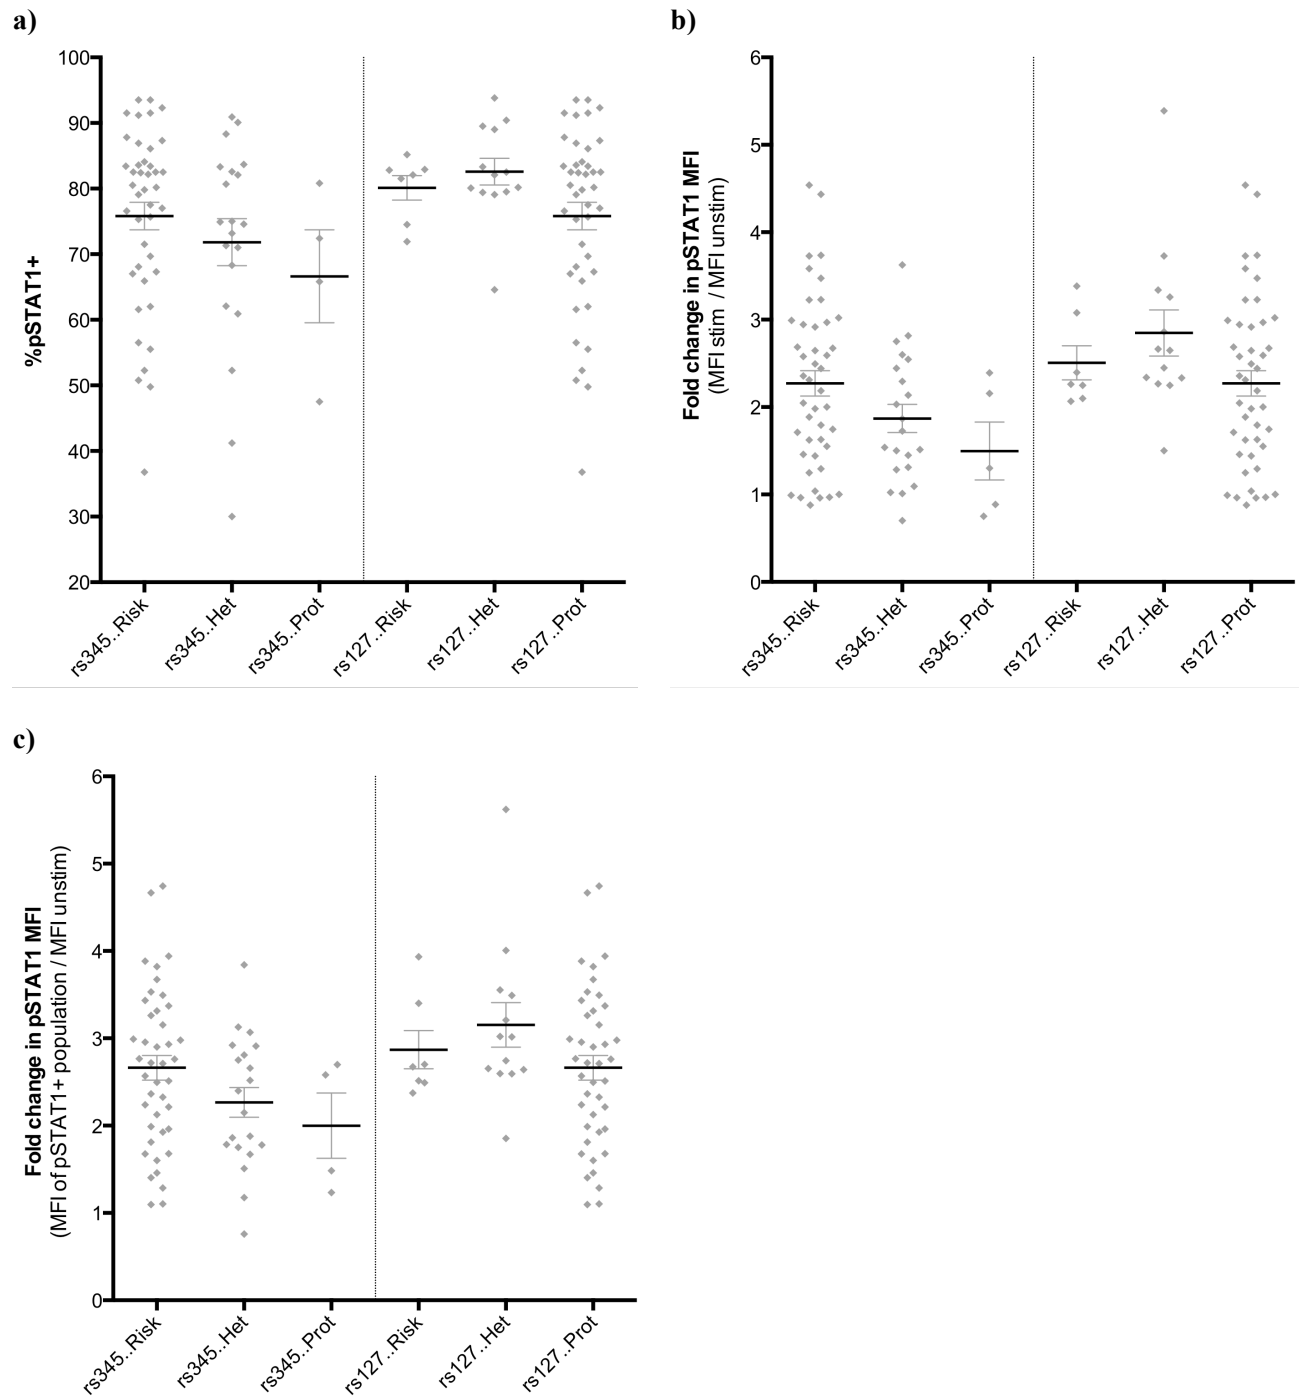 a)
100
90
80
70
60
50
40
30
20
%pSTAT1+
rs345..Risk
rs345..Het
rs345..Prot
rs127..Risk
rs127..Het
rs127..Prot
b)
6
5
4
3
2
1
0
Fold change in pSTAT1 MFI
(MFI stim / MFI unstim)
rs345..Risk
rs345..Het
rs345..Prot
rs127..Risk
rs127..Het
rs127..Prot
c)
6
5
4
3
2
1
0
Fold change in pSTAT1 MFI
(MFI of pSTAT1+ population / MFI unstim)
rs345..Risk
rs345..Het
rs345..Prot
rs127..Risk
rs127..Het
rs127..Prot